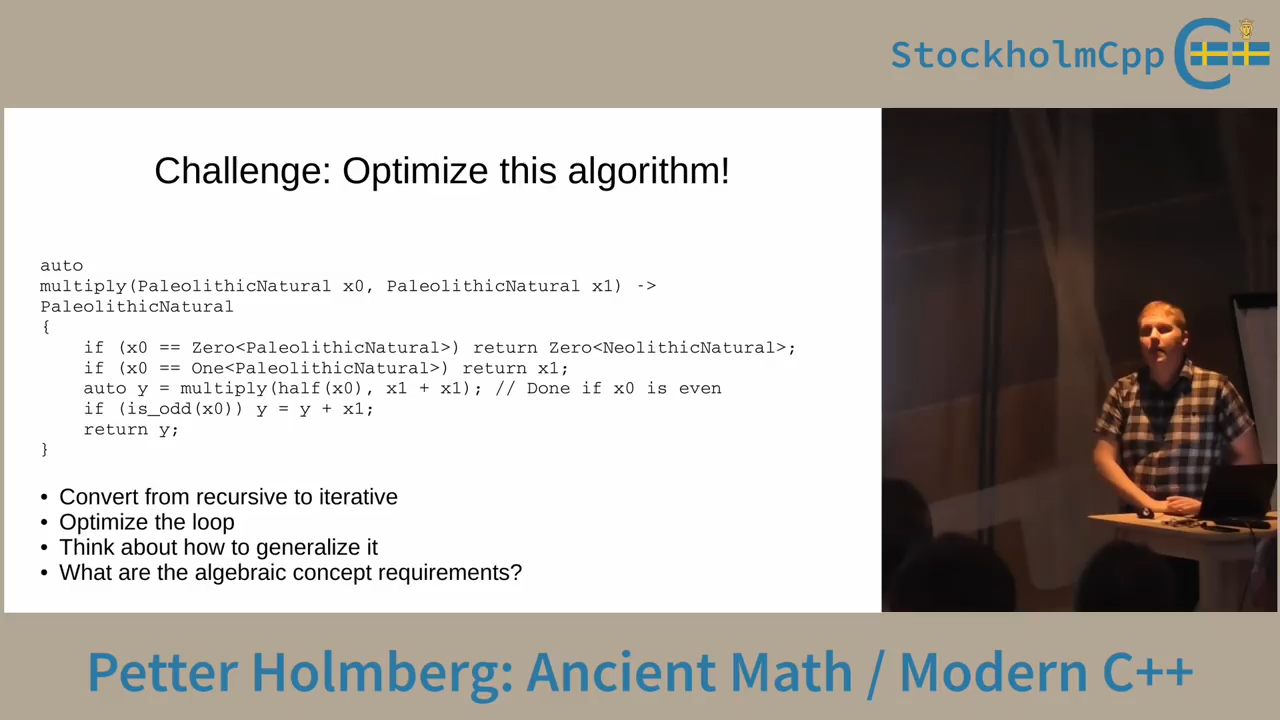 StockholmCpp
Challenge: Optimize this algorithm!
auto
multiply(PaleolithicNatural x0, PaleolithicNatural x1) ->
PaleolithicNatural
{
    if (x0 == Zero<PaleolithicNatural>) return Zero<NeolithicNatural>;
    if (x0 == One<PaleolithicNatural>) return x1;
    auto y = multiply(half(x0), x1 + x1); // Done if x0 is even
    if (is_odd(x0)) y = y + x1;
    return y;
}
• Convert from recursive to iterative
• Optimize the loop
• Think about how to generalize it
• What are the algebraic concept requirements?
Petter Holmberg: Ancient Math / Modern C++